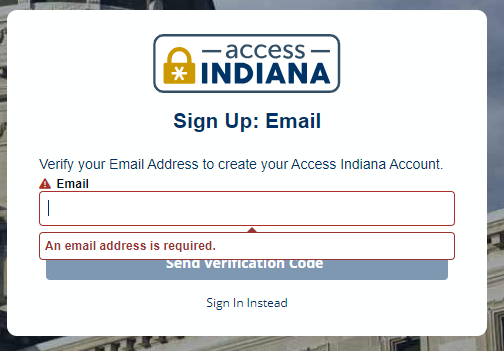 access
INDIANA
Sign Up: Email
Verify your Email Address to create your Access Indiana Account.
Email
An email address is required.
Send Verification Code
Sign In Instead